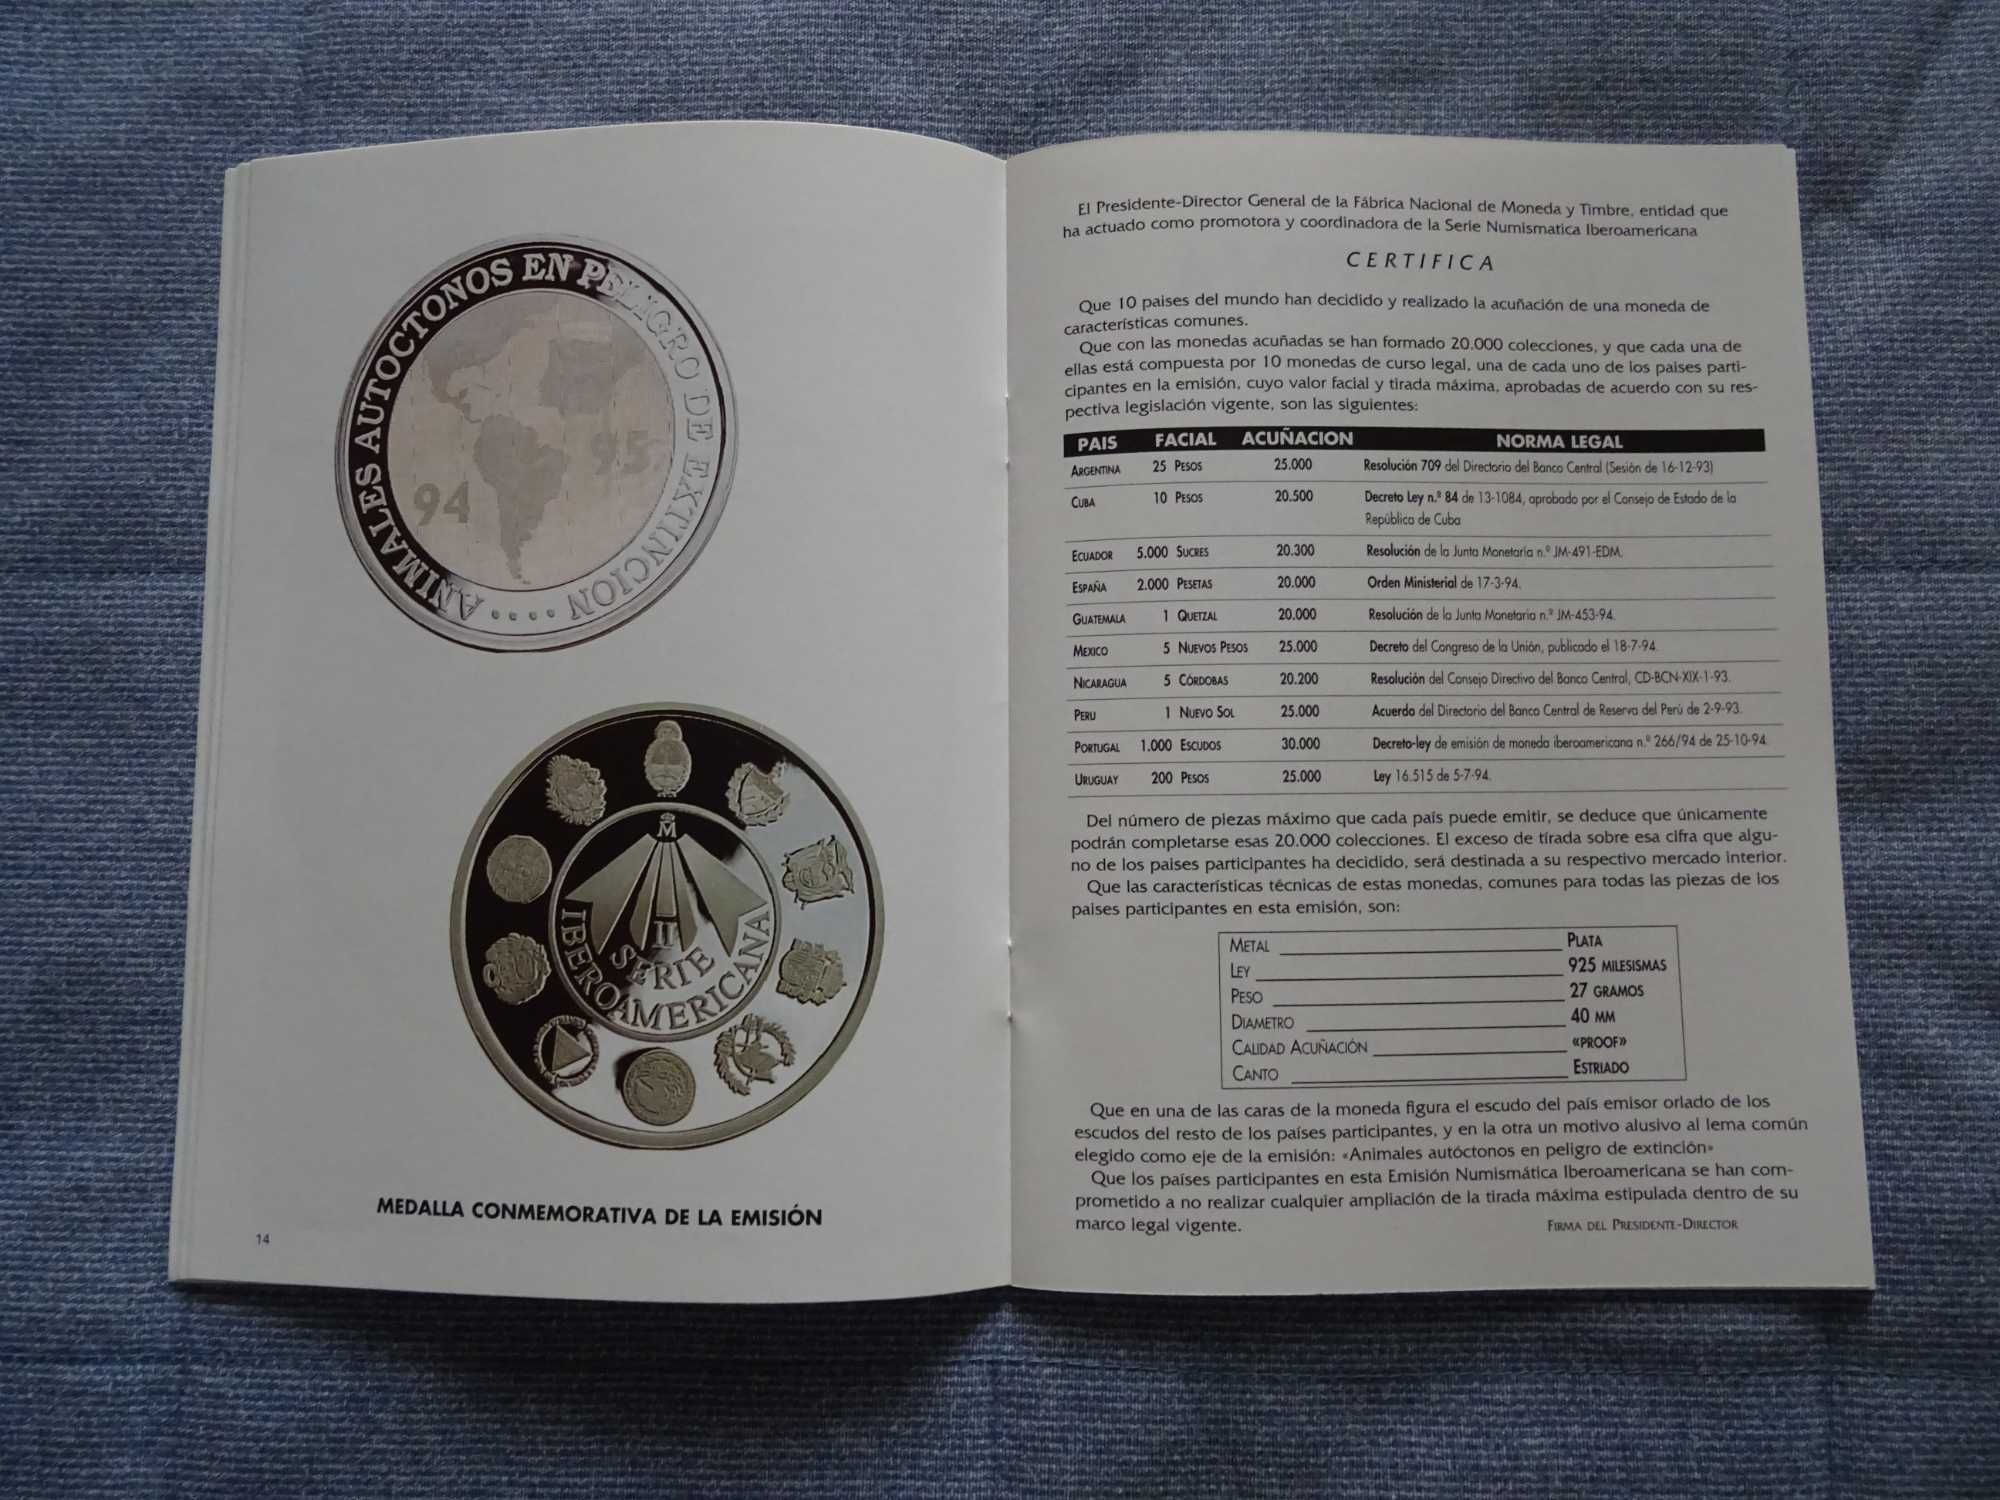 ANIMALES AUTOCTONOS EN PELIGRO DE EXTINCION
94
95
M
II
SERIE
IBEROAMERICANA
MEDALLA CONMEMORATIVA DE LA EMISIÓN
14
El Presidente-Director General de la Fábrica Nacional de Moneda y Timbre, entidad que
ha actuado como promotora y coordinadora de la Serie Numismatica Iberoamericana
CERTIFICA
Que 10 paises del mundo han decidido y realizado la acuñación de una moneda de
características comunes.
Que con las monedas acuñadas se han formado 20.000 colecciones, y que cada una de
ellas está compuesta por 10 monedas de curso legal, una de cada uno de los paises parti-
cipantes en la emisión, cuyo valor facial y tirada máxima, aprobadas de acuerdo con su res-
pectiva legislación vigente, son las siguientes:
PAIS FACIAL ACUÑACION NORMA LEGAL
ARGENTINA 25 PESOS 25.000 Resolución 709 del Directorio del Banco Central (Sesión de 16-12-93)
CUBA 10 PESOS 20.500 Decreto Ley n.º 84 de 13-1084, aprobado por el Consejo de Estado de la
República de Cuba
ECUADOR 5.000 SUCRES 20.300 Resolución de la Junta Monetaría n.º JM-491-EDM.
ESPAÑA 2.000 PESETAS 20.000 Orden Ministerial de 17-3-94.
GUATEMALA 1 QUETZAL 20.000 Resolución de la Junta Monetaria n.º JM-453-94.
MEXICO 5 NUEVOS PESOS 25.000 Decreto del Congreso de la Unión, publicado el 18-7-94.
NICARAGUA 5 CÓRDOBAS 20.200 Resolución del Consejo Directivo del Banco Central, CD-BCN-XIX-1-93.
PERU 1 NUEVO SOL 25.000 Acuerdo del Directorio del Banco Central de Reserva del Perú de 2-9-93.
PORTUGAL 1.000 ESCUDOS 30.000 Decreto-ley de emisión de moneda iberoamericana n.º 266/94 de 25-10-94.
URUGUAY 200 PESOS 25.000 Ley 16.515 de 5-7-94.
Del número de piezas máximo que cada país puede emitir, se deduce que únicamente
podrán completarse esas 20.000 colecciones. El exceso de tirada sobre esa cifra que algu-
no de los paises participantes ha decidido, será destinada a su respectivo mercado interior.
Que las características técnicas de estas monedas, comunes para todas las piezas de los
paises participantes en esta emisión, son:
METAL PLATA
LEY 925 MILESISMAS
PESO 27 GRAMOS
DIAMETRO 40 MM
CALIDAD ACUÑACIÓN «PROOF»
CANTO ESTRIADO
Que en una de las caras de la moneda figura el escudo del país emisor orlado de los
escudos del resto de los países participantes, y en la otra un motivo alusivo al lema común
elegido como eje de la emisión: «Animales autóctonos en peligro de extinción»
Que los países participantes en esta Emisión Numismática Iberoamericana se han com-
prometido a no realizar cualquier ampliación de la tirada máxima estipulada dentro de su
marco legal vigente. FIRMA DEL PRESIDENTE-DIRECTOR